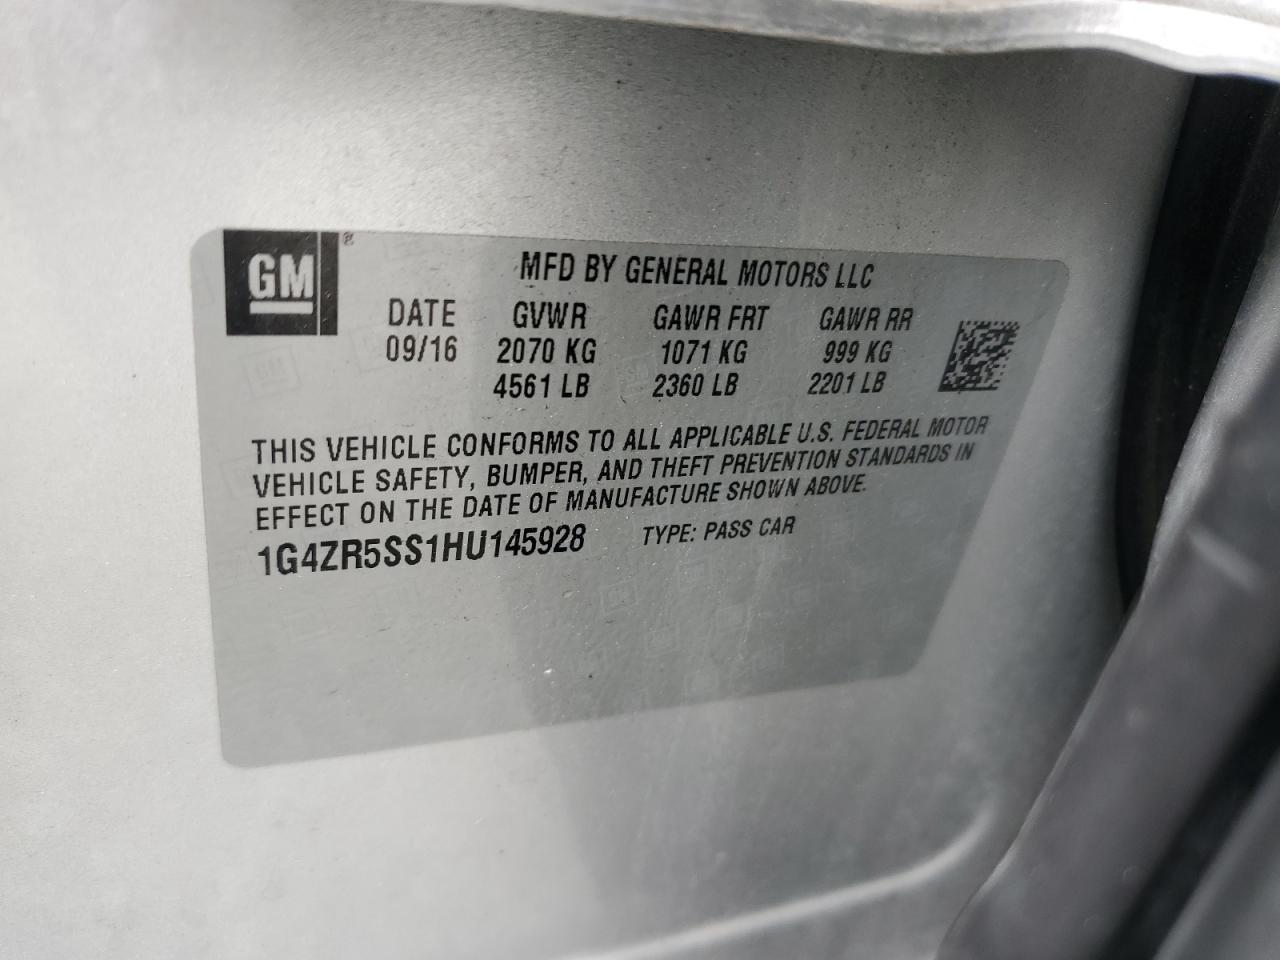 GM®
MFD BY GENERAL MOTORS LLC
DATE GVWR GAWR FRT GAWR RR
09/16 2070 KG 1071 KG 999 KG
4561 LB 2360 LB 2201 LB
THIS VEHICLE CONFORMS TO ALL APPLICABLE U.S. FEDERAL MOTOR
VEHICLE SAFETY, BUMPER, AND THEFT PREVENTION STANDARDS IN
EFFECT ON THE DATE OF MANUFACTURE SHOWN ABOVE.
1G4ZR5SS1HU145928 TYPE: PASS CAR